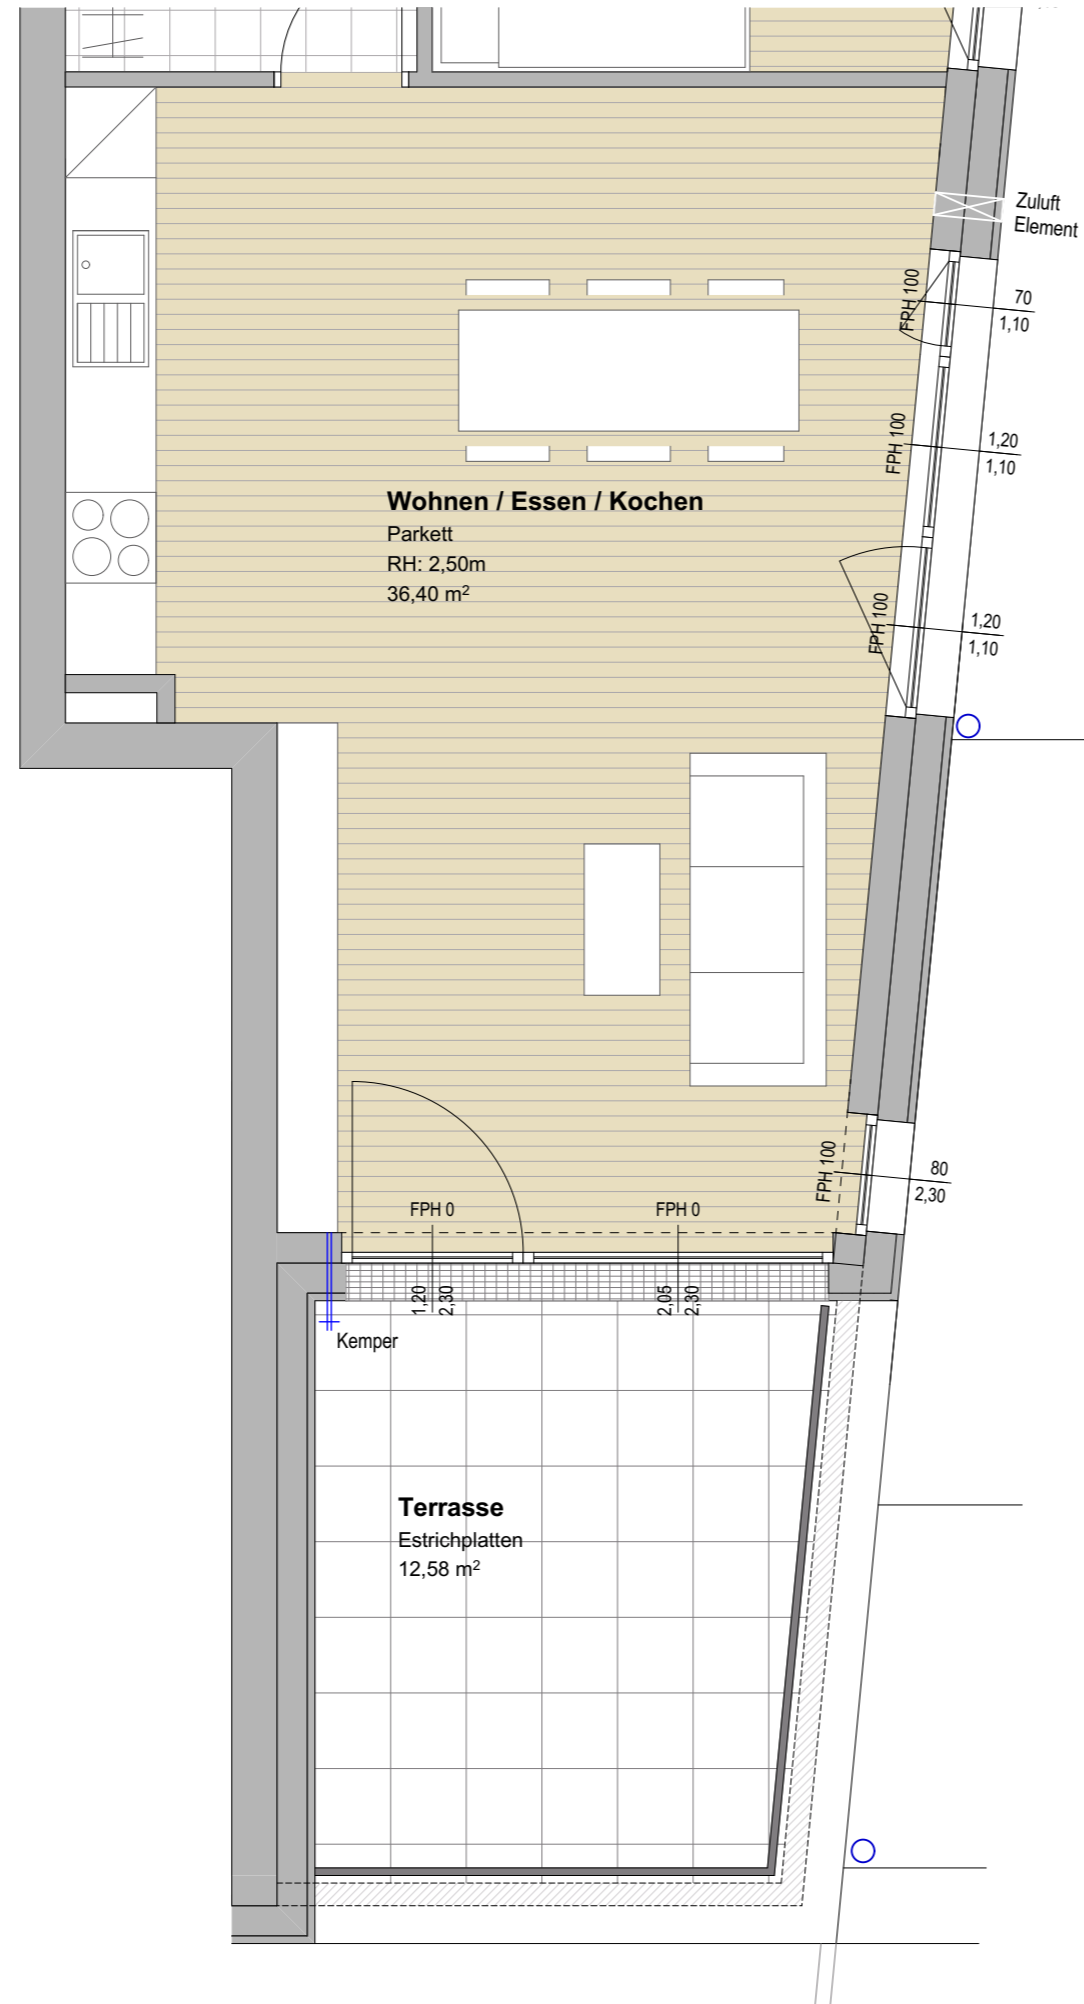 Zuluft
Element
FPH 100
70
1,10
FPH 100
1,20
1,10
Wohnen / Essen / Kochen
Parkett
RH: 2,50m
36,40 m²
FPH 100
1,20
1,10
FPH 100
80
2,30
FPH 0
FPH 0
1,20
2,30
2,05
2,30
Kemper
Terrasse
Estrichplatten
12,58 m²